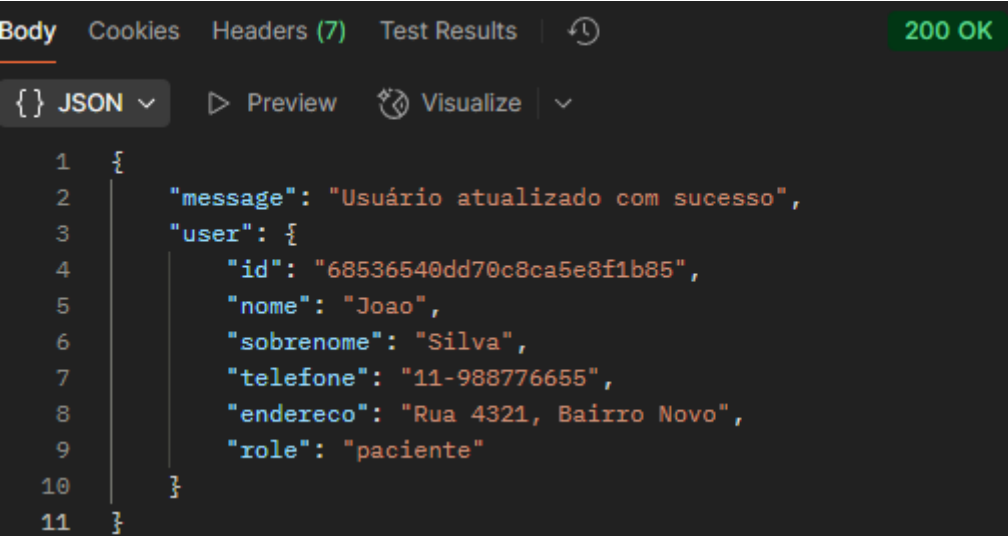 Body Cookies Headers (7) Test Results 200 OK
{} JSON Preview Visualize
1 {
2 "message": "Usuário atualizado com sucesso",
3 "user": {
4 "id": "68536540dd70c8ca5e8f1b85",
5 "nome": "Joao",
6 "sobrenome": "Silva",
7 "telefone": "11-988776655",
8 "endereco": "Rua 4321, Bairro Novo",
9 "role": "paciente"
10 }
11 }